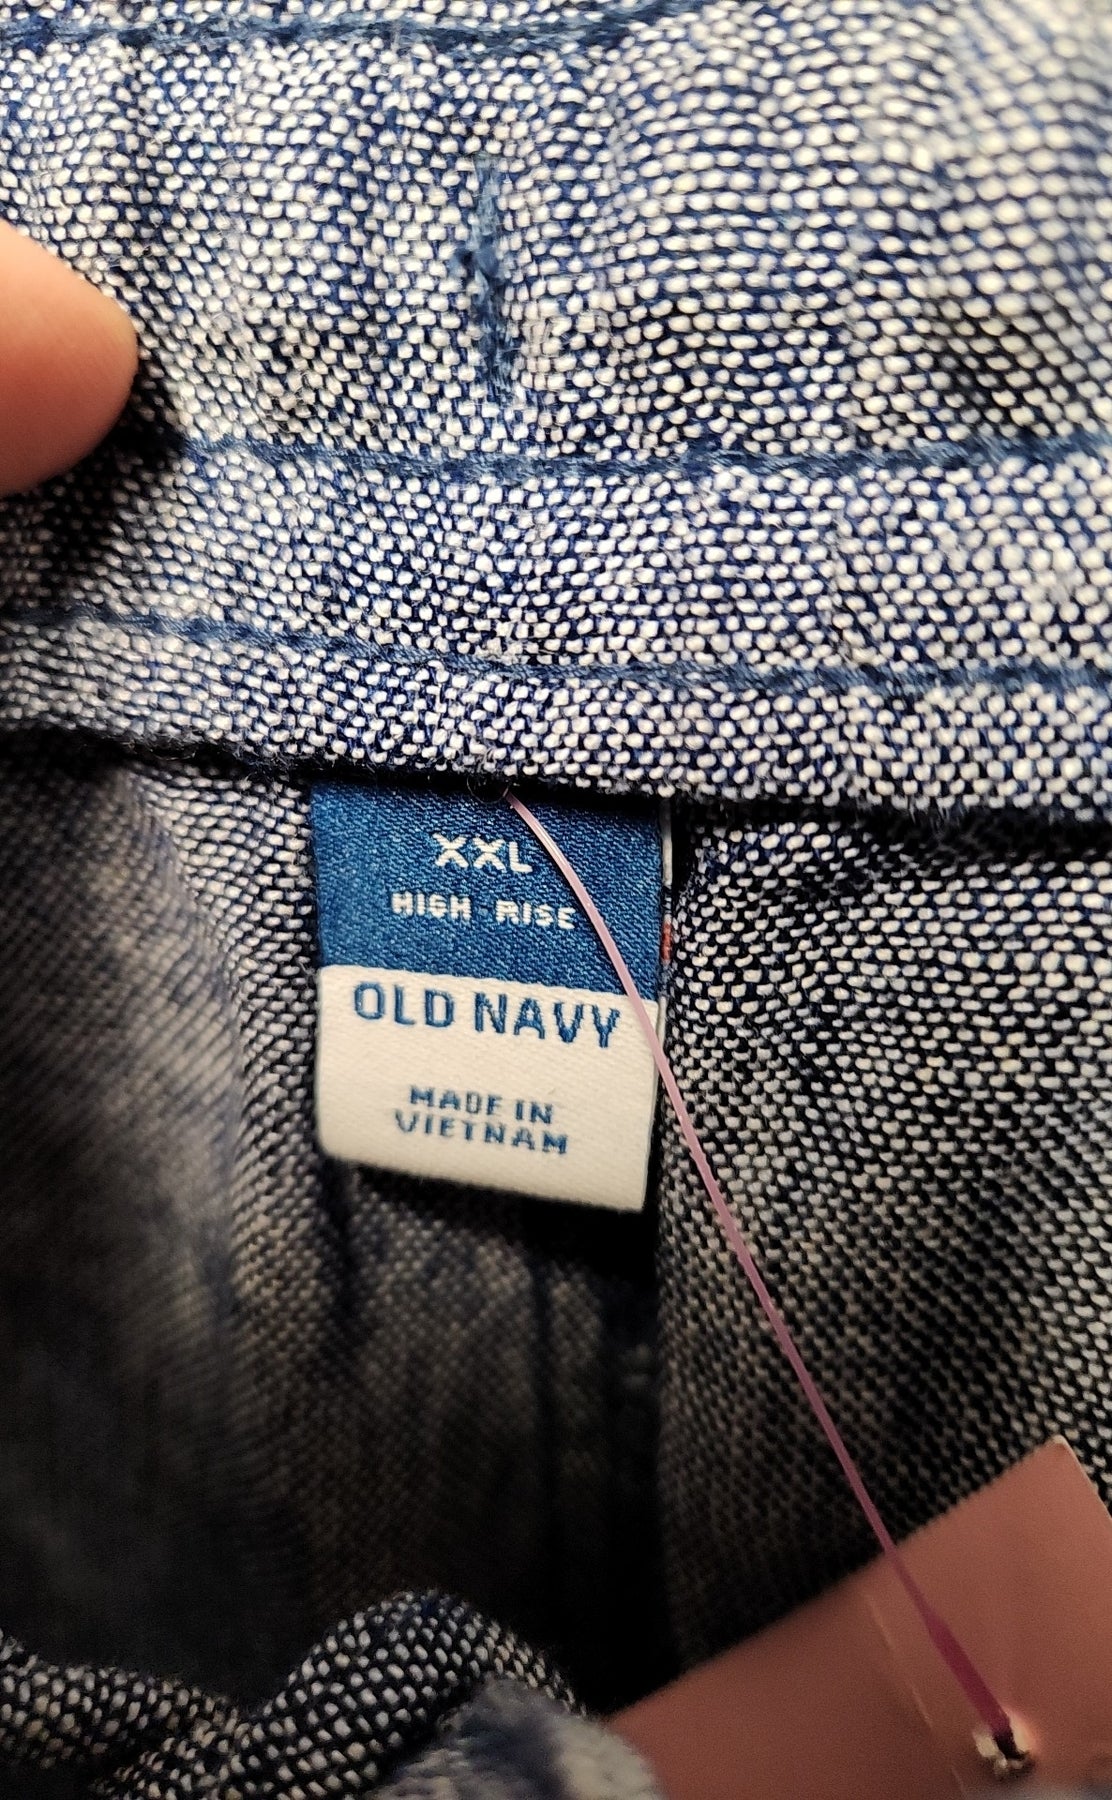 XXL
HIGH-RISE
OLD NAVY
MADE IN
VIETNAM